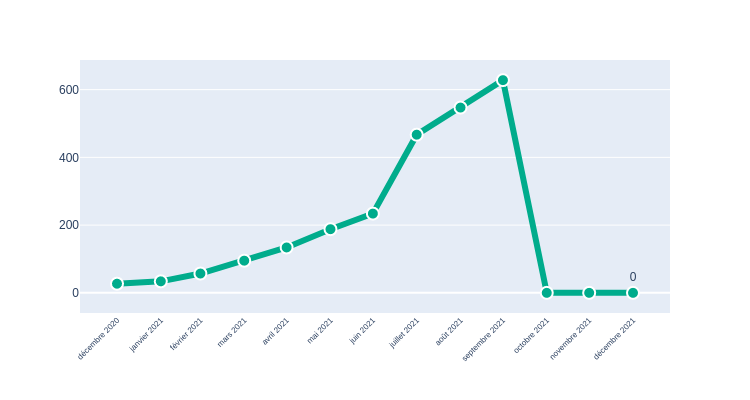 600
400
200
0
0
décembre 2020
janvier 2021
février 2021
mars 2021
avril 2021
mai 2021
juin 2021
juillet 2021
août 2021
septembre 2021
octobre 2021
novembre 2021
décembre 2021